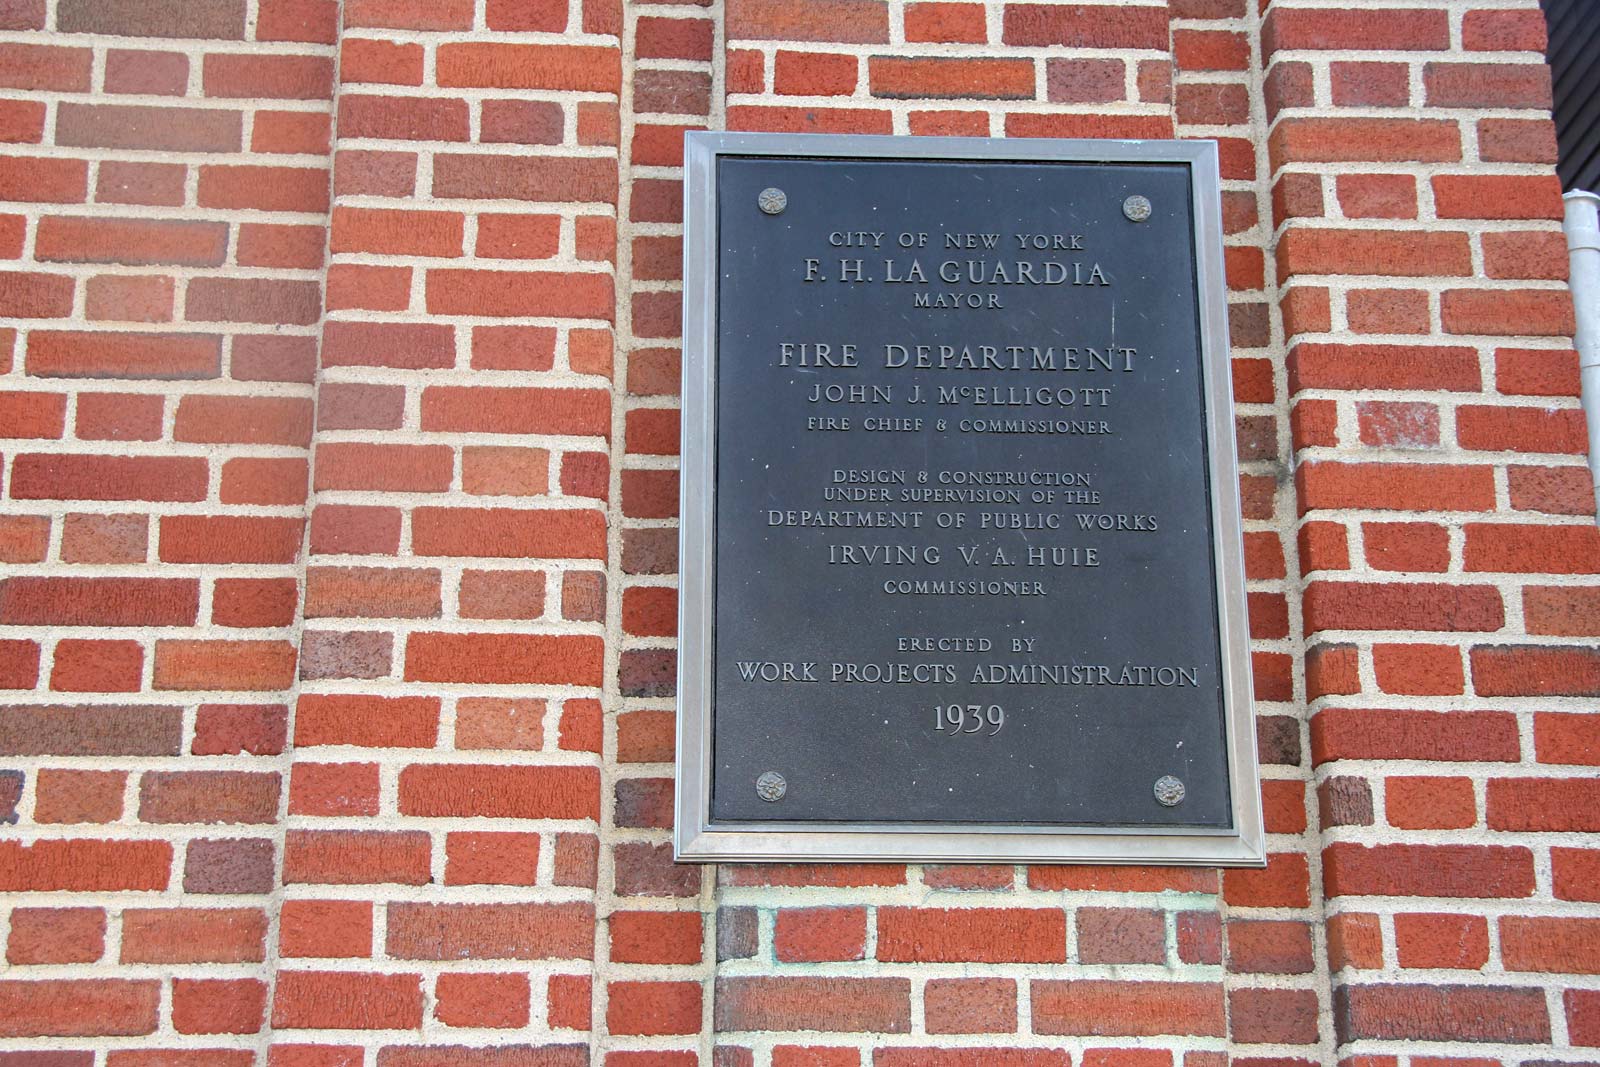 CITY OF NEW YORK
F. H. LA GUARDIA
MAYOR
FIRE DEPARTMENT
JOHN J. McELLIGOTT
FIRE CHIEF & COMMISSIONER
DESIGN & CONSTRUCTION
UNDER SUPERVISION OF THE
DEPARTMENT OF PUBLIC WORKS
IRVING V. A. HUIE
COMMISSIONER
ERECTED BY
WORK PROJECTS ADMINISTRATION
1939